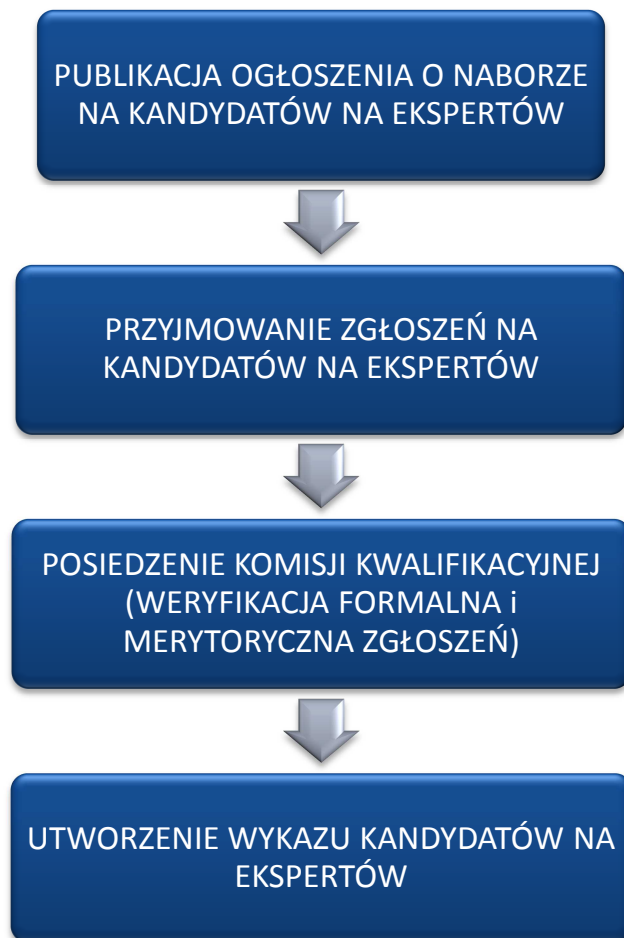 PUBLIKACJA OGŁOSZENIA O NABORZE
NA KANDYDATÓW NA EKSPERTÓW
PRZYJMOWANIE ZGŁOSZEŃ NA
KANDYDATÓW NA EKSPERTÓW
POSIEDZENIE KOMISJI KWALIFIKACYJNEJ
(WERYFIKACJA FORMALNA i
MERYTORYCZNA ZGŁOSZEŃ)
UTWORZENIE WYKAZU KANDYDATÓW NA
EKSPERTÓW